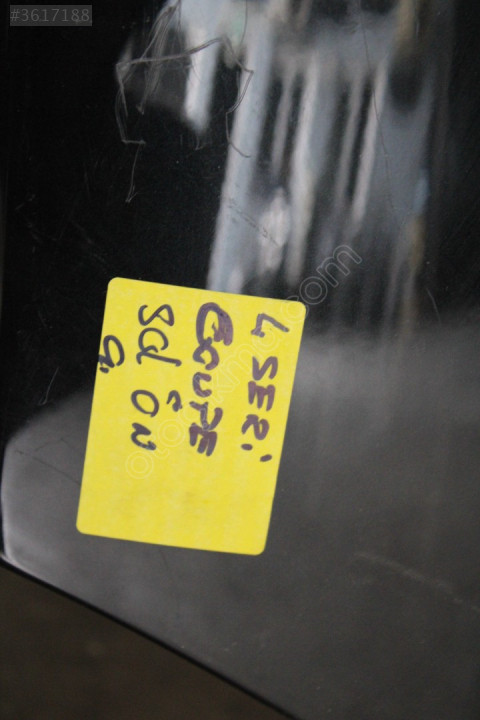 #3617188
4 SERİ
COUPE
SOL ÖN
Ç.